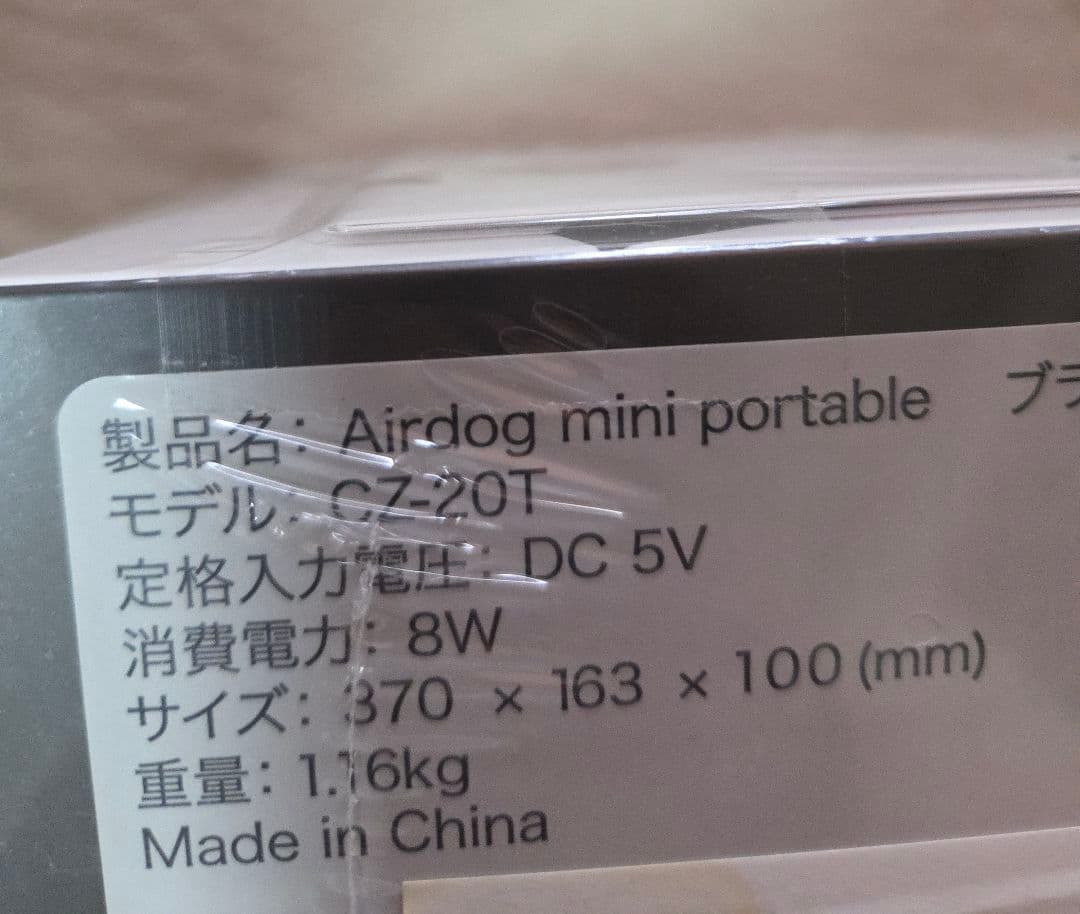 製品名: Airdog mini portable ブラ
モデル: CZ-20T
定格入力電圧: DC 5V
消費電力: 8W
サイズ: 370 × 163 × 100 (mm)
重量: 1.16kg
Made in China